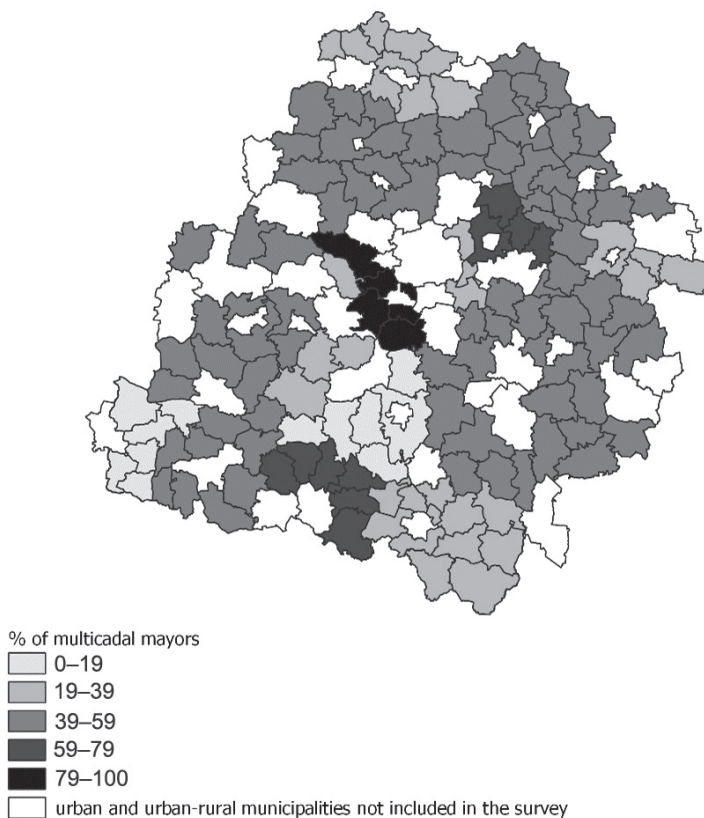 % of multicadal mayors
0–19
19–39
39–59
59–79
79–100
urban and urban-rural municipalities not included in the survey